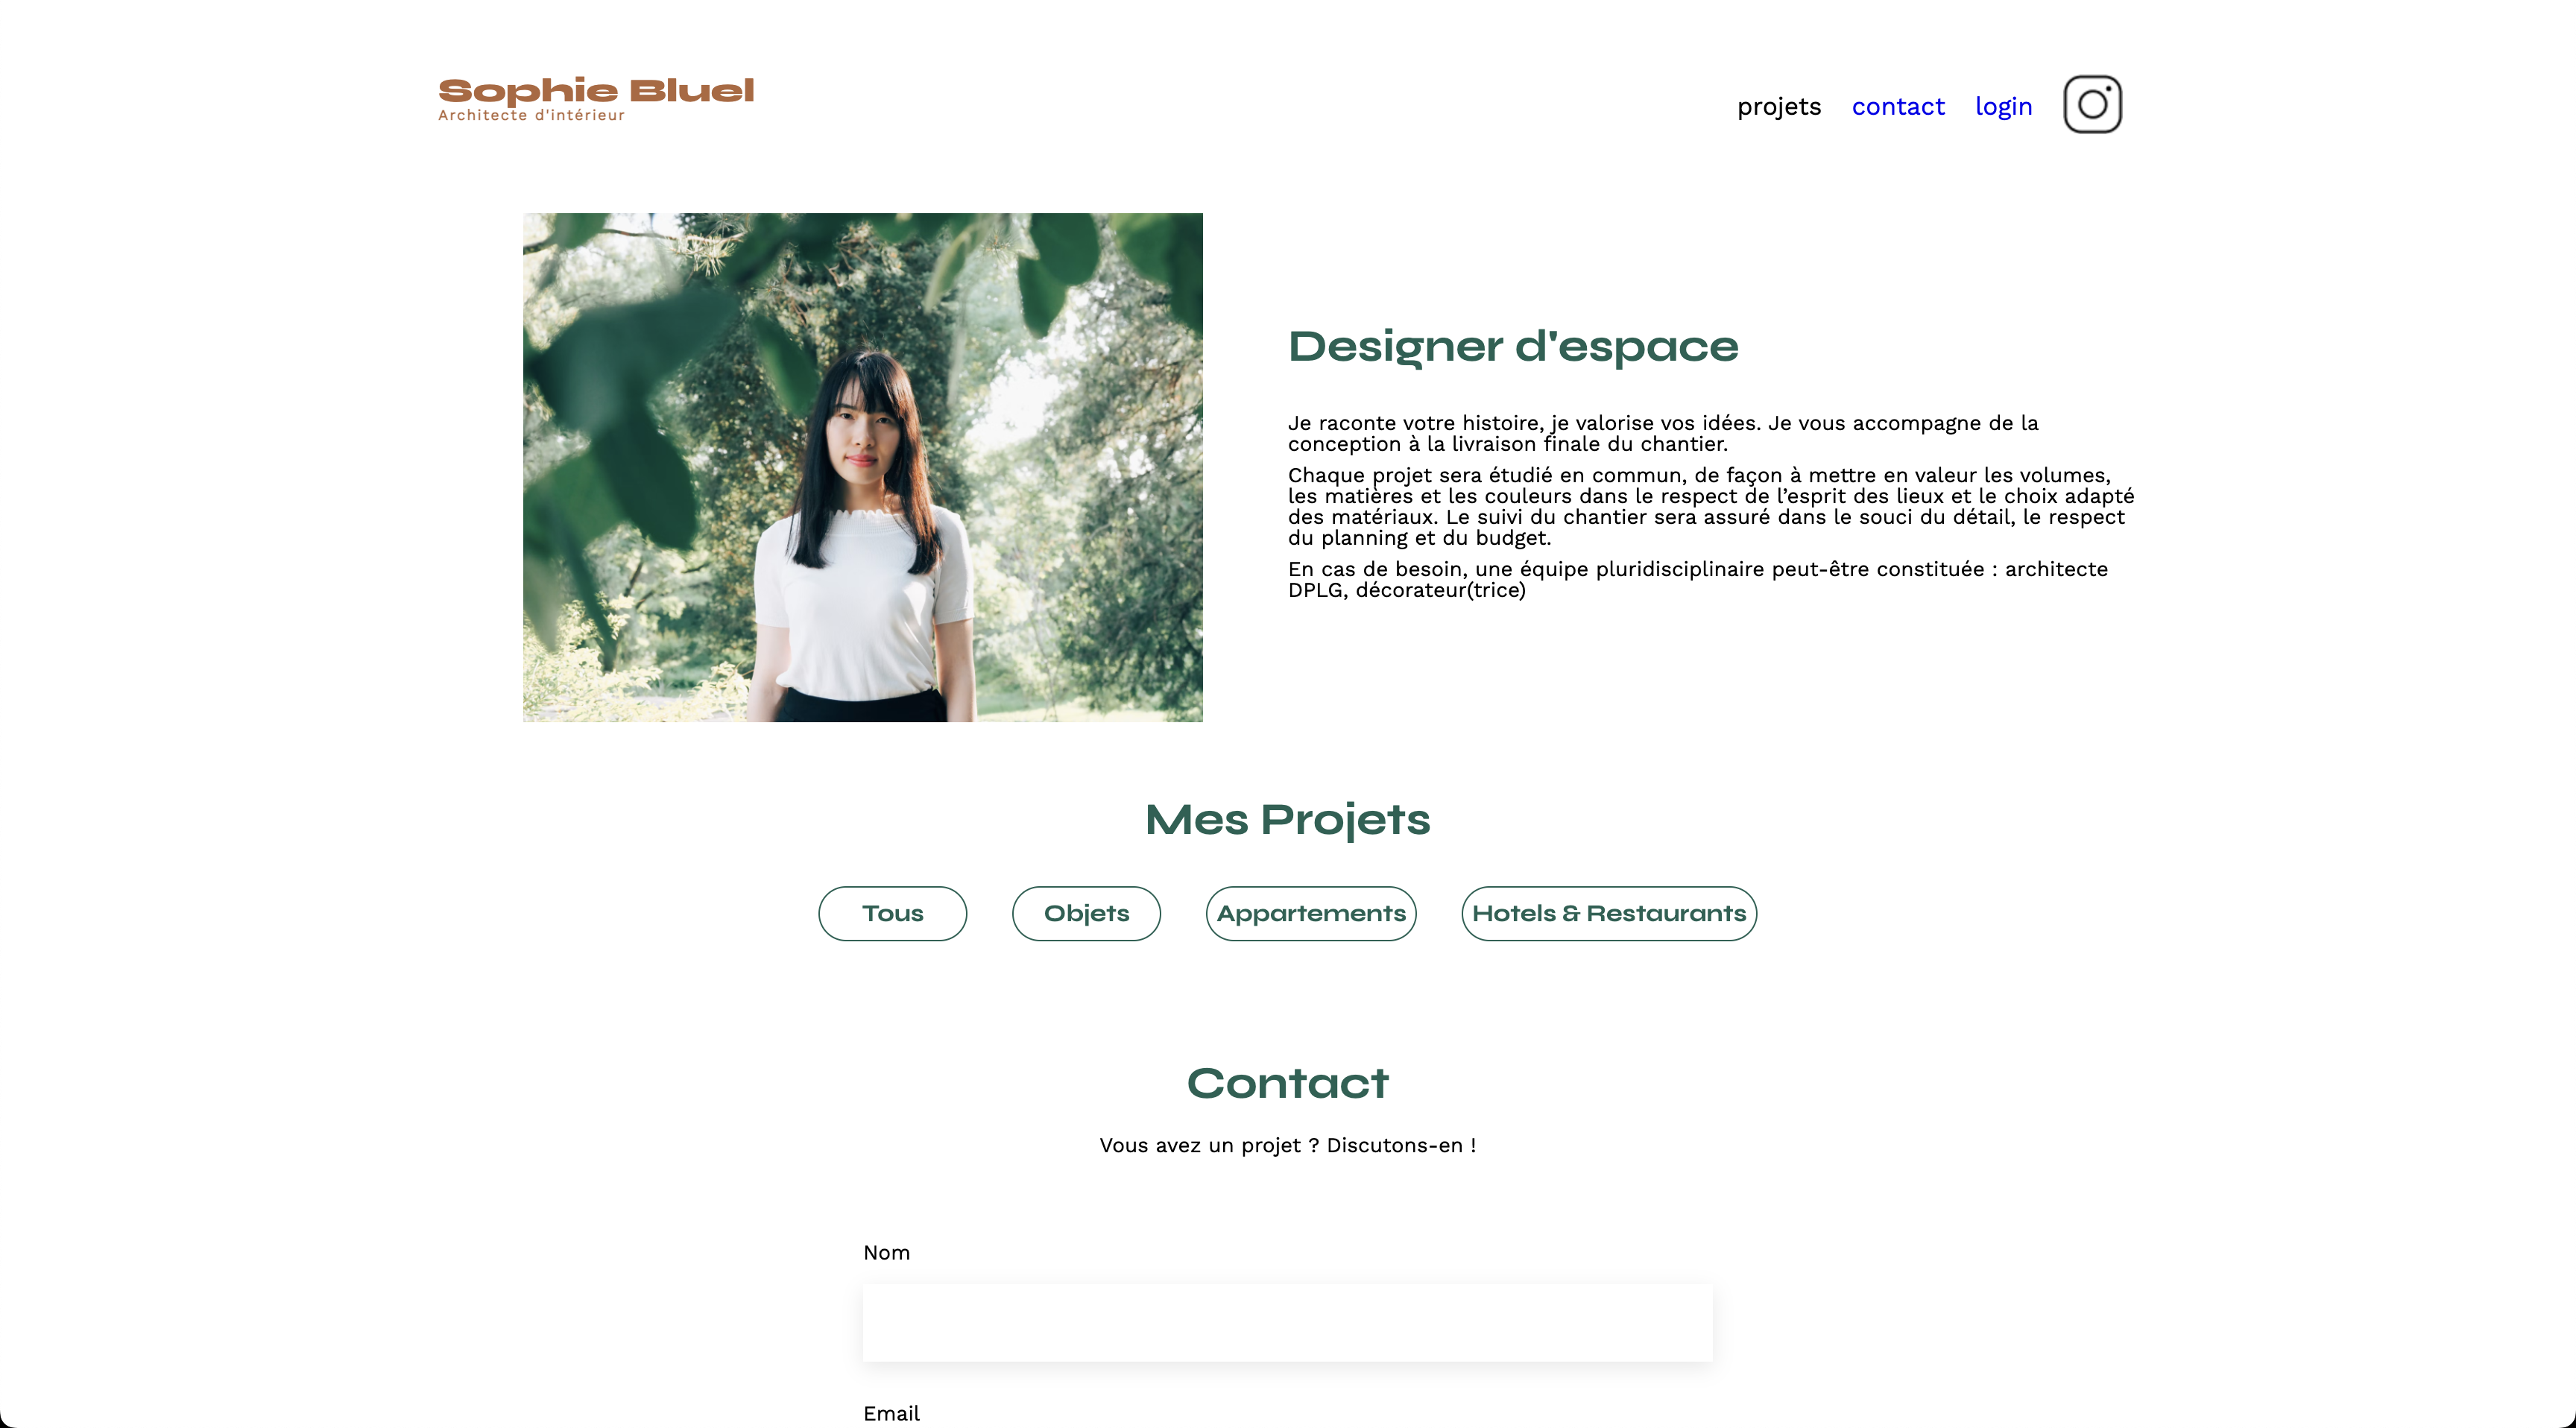 Sophie Bluel
Architecte d'intérieur
projets
contact
login
Designer d'espace
Je raconte votre histoire, je valorise vos idées. Je vous accompagne de la
conception à la livraison finale du chantier.
Chaque projet sera étudié en commun, de façon à mettre en valeur les volumes,
les matières et les couleurs dans le respect de l’esprit des lieux et le choix adapté
des matériaux. Le suivi du chantier sera assuré dans le souci du détail, le respect
du planning et du budget.
En cas de besoin, une équipe pluridisciplinaire peut-être constituée : architecte
DPLG, décorateur(trice)
Mes Projets
Tous
Objets
Appartements
Hotels & Restaurants
Contact
Vous avez un projet ? Discutons-en !
Nom
Email